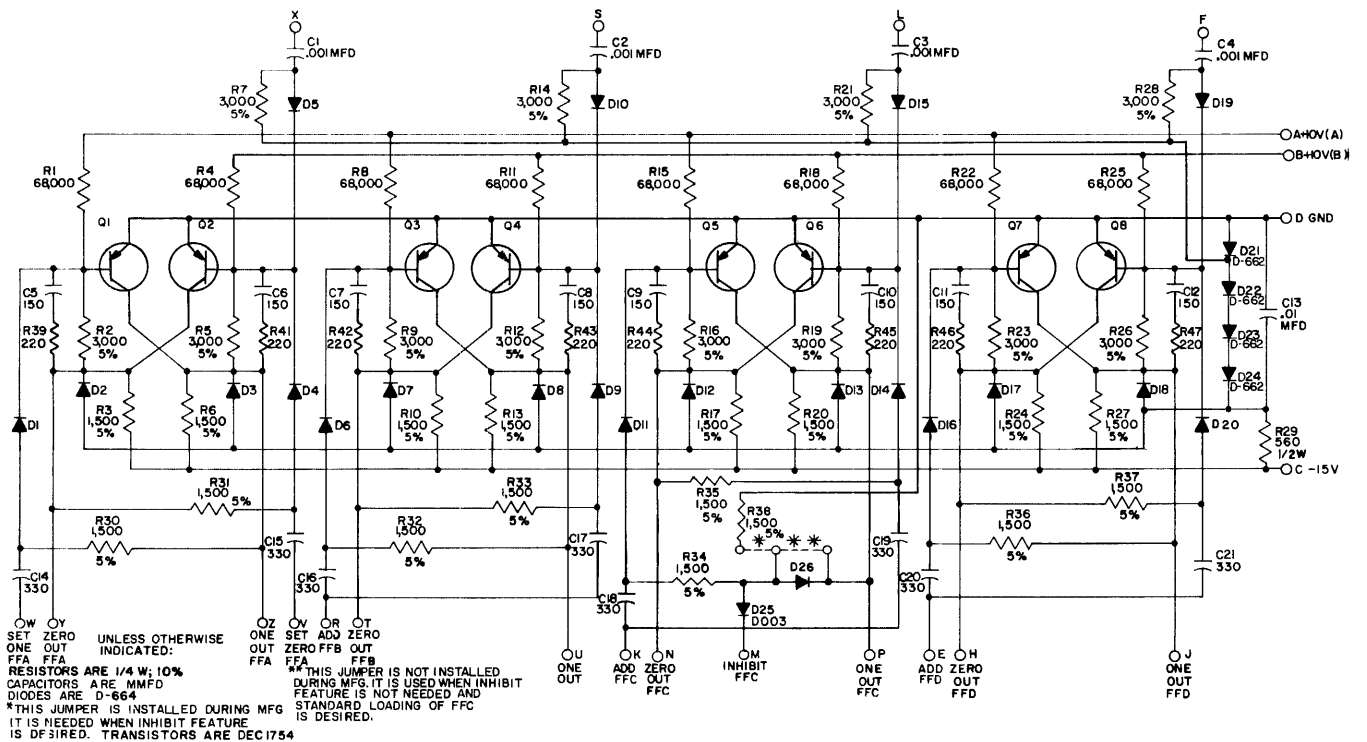 X
S
L
F
C1
.001MFD
C2
.001MFD
C3
.001MFD
C4
.001MFD
R7
3,000
5%
D5
R14
3,000
5%
D10
R21
3,000
5%
D15
R28
3,000
5%
D19
A+10V(A)
B+10V(B)
R1
68,000
R4
68,000
R8
68,000
R11
68,000
R15
68,000
R18
68,000
R22
68,000
R25
68,000
D GND
Q1
Q2
Q3
Q4
Q5
Q6
Q7
Q8
D21
D-662
D22
D-662
D23
D-662
D24
D-662
C13
.01
MFD
C5
150
C6
150
C7
150
C8
150
C9
150
C10
150
C11
150
C12
150
R39
220
R2
3,000
5%
R5
3,000
5%
R41
220
R42
220
R9
3,000
5%
R12
3,000
5%
R43
220
R44
220
R16
3,000
5%
R19
3,000
5%
R45
220
R46
220
R23
3,000
5%
R26
3,000
5%
R47
220
D1
D2
R3
1,500
5%
R6
1,500
5%
D3
D4
D6
D7
R10
1,500
5%
R13
1,500
5%
D8
D9
D11
D12
R17
1,500
5%
R20
1,500
5%
D13
D14
D16
D17
R24
1,500
5%
R27
1,500
5%
D18
D20
R29
560
1/2W
C -15V
R31
1,500
5%
R30
1,500
5%
R33
1,500
5%
R32
1,500
5%
R35
1,500
5%
R38
1,500
5%
R34
1,500
5%
R37
1,500
5%
R36
1,500
5%
* **
D26
D25
D003
C14
330
C15
330
C16
330
C17
330
C18
330
C19
330
C20
330
C21
330
W
SET
ONE
FFA
Y
ZERO
OUT
FFA
Z
ONE
OUT
FFA
V
SET
ZERO
FFA
R
ADD
FFB
T
ZERO
OUT
FFB
U
ONE
OUT
K
ADD
FFC
N
ZERO
OUT
FFC
M
INHIBIT
FFC
P
ONE
OUT
FFC
E
ADD
FFD
H
ZERO
OUT
FFD
J
ONE
OUT
FFD
UNLESS OTHERWISE
INDICATED:
RESISTORS ARE 1/4 W; 10%
CAPACITORS ARE MMFD
DIODES ARE D-664
*THIS JUMPER IS INSTALLED DURING MFG
IT IS NEEDED WHEN INHIBIT FEATURE
IS DESIRED. TRANSISTORS ARE DEC1754
**THIS JUMPER IS NOT INSTALLED
DURING MFG. IT IS USED WHEN INHIBIT
FEATURE IS NOT NEEDED AND
STANDARD LOADING OF FFC
IS DESIRED.